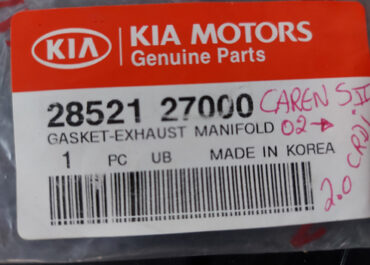 KIA
KIA MOTORS
Genuine Parts
28521 27000
GASKET-EXHAUST MANIFOLD
1 PC UB MADE IN KOREA
CARENS II
02→
2.0 CRDI